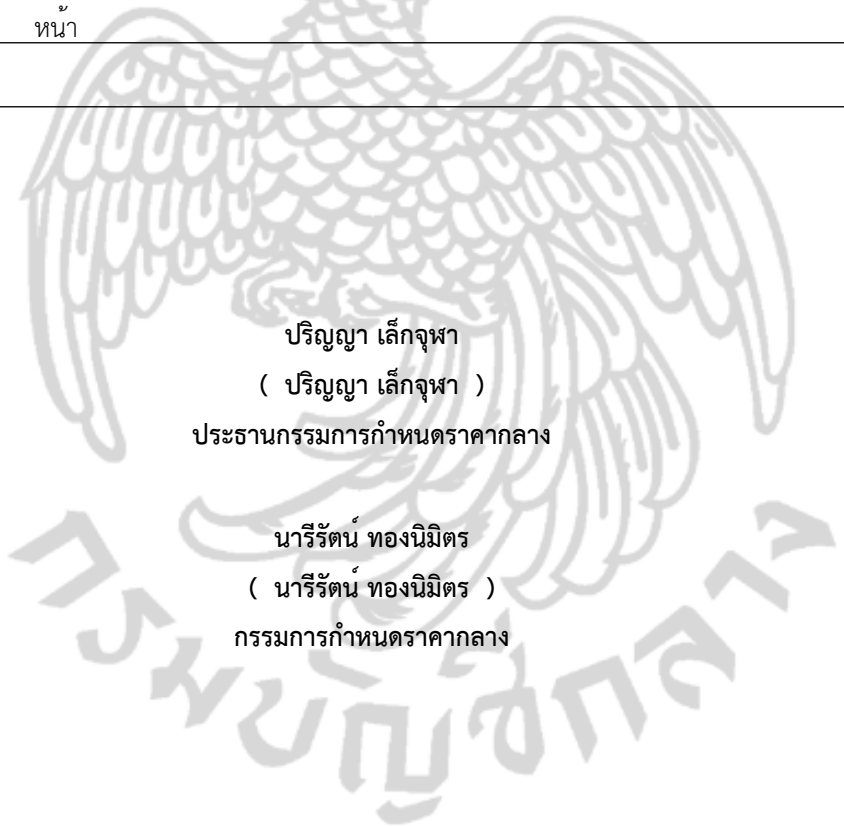 หน้า
ปริญญา เล็กจุฬา
( ปริญญา เล็กจุฬา )
ประธานกรรมการกำหนดราคากลาง
นารีรัตน์ ทองนิมิตร
( นารีรัตน์ ทองนิมิตร )
กรรมการกำหนดราคากลาง
กรมบัญชีกลาง